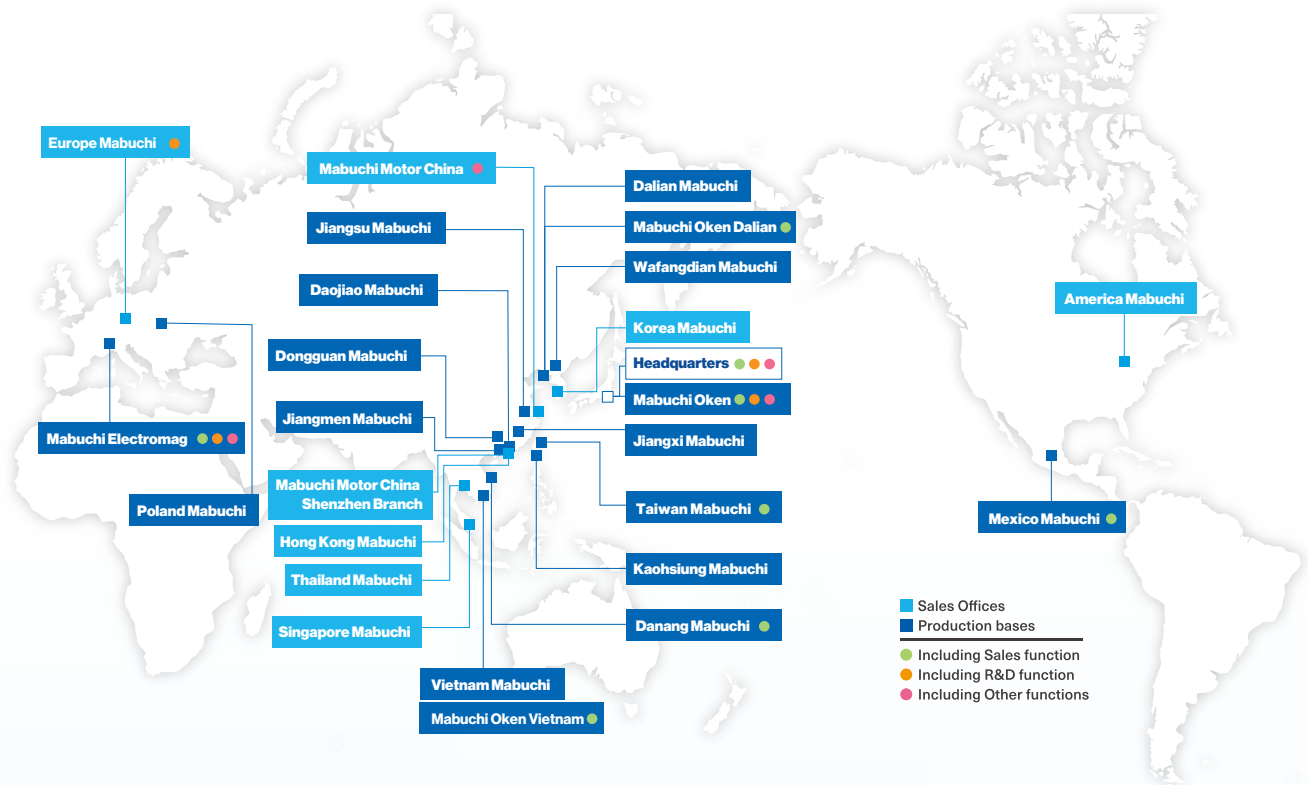 Europe Mabuchi
Mabuchi Motor China
Dalian Mabuchi
Jiangsu Mabuchi
Mabuchi Oken Dalian
Wafangdian Mabuchi
Daojiao Mabuchi
America Mabuchi
Korea Mabuchi
Dongguan Mabuchi
Headquarters
Mabuchi Oken
Jiangmen Mabuchi
Mabuchi Electromag
Jiangxi Mabuchi
Mabuchi Motor China
Shenzhen Branch
Poland Mabuchi
Taiwan Mabuchi
Mexico Mabuchi
Hong Kong Mabuchi
Kaohsiung Mabuchi
Thailand Mabuchi
Singapore Mabuchi
Danang Mabuchi
Vietnam Mabuchi
Mabuchi Oken Vietnam
Sales Offices
Production bases
Including Sales function
Including R&D function
Including Other functions